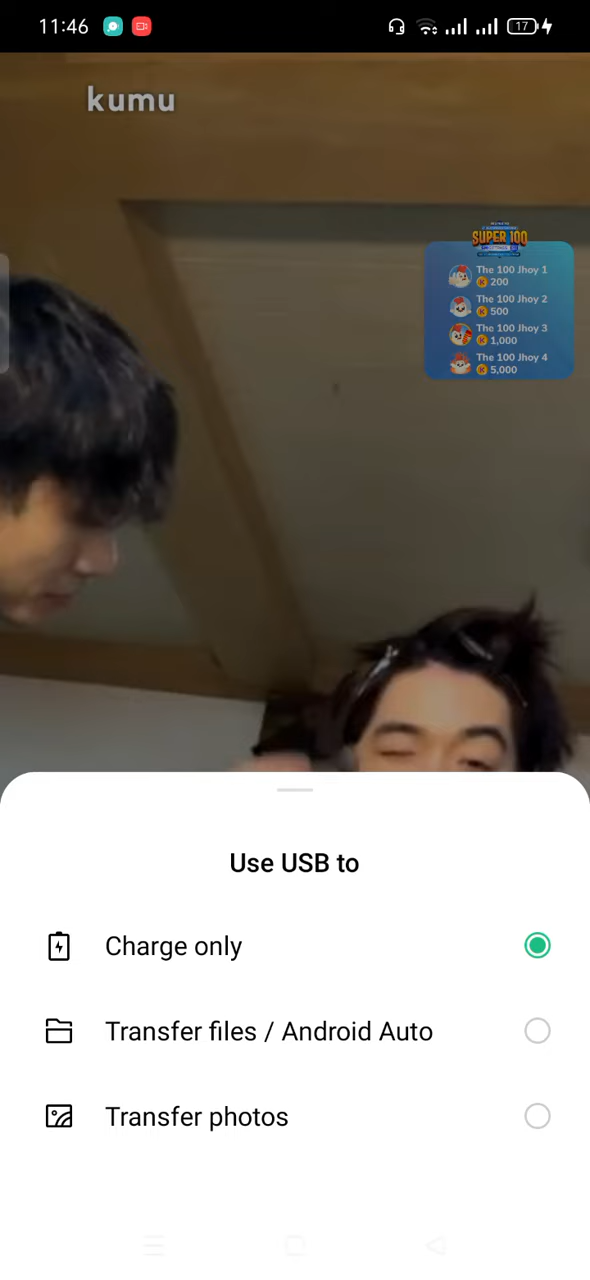 11:46
17
kumu
SUPER 100
The 100 Jhoy 1
200
The 100 Jhoy 2
500
The 100 Jhoy 3
1,000
The 100 Jhoy 4
5,000
Use USB to
Charge only
Transfer files / Android Auto
Transfer photos